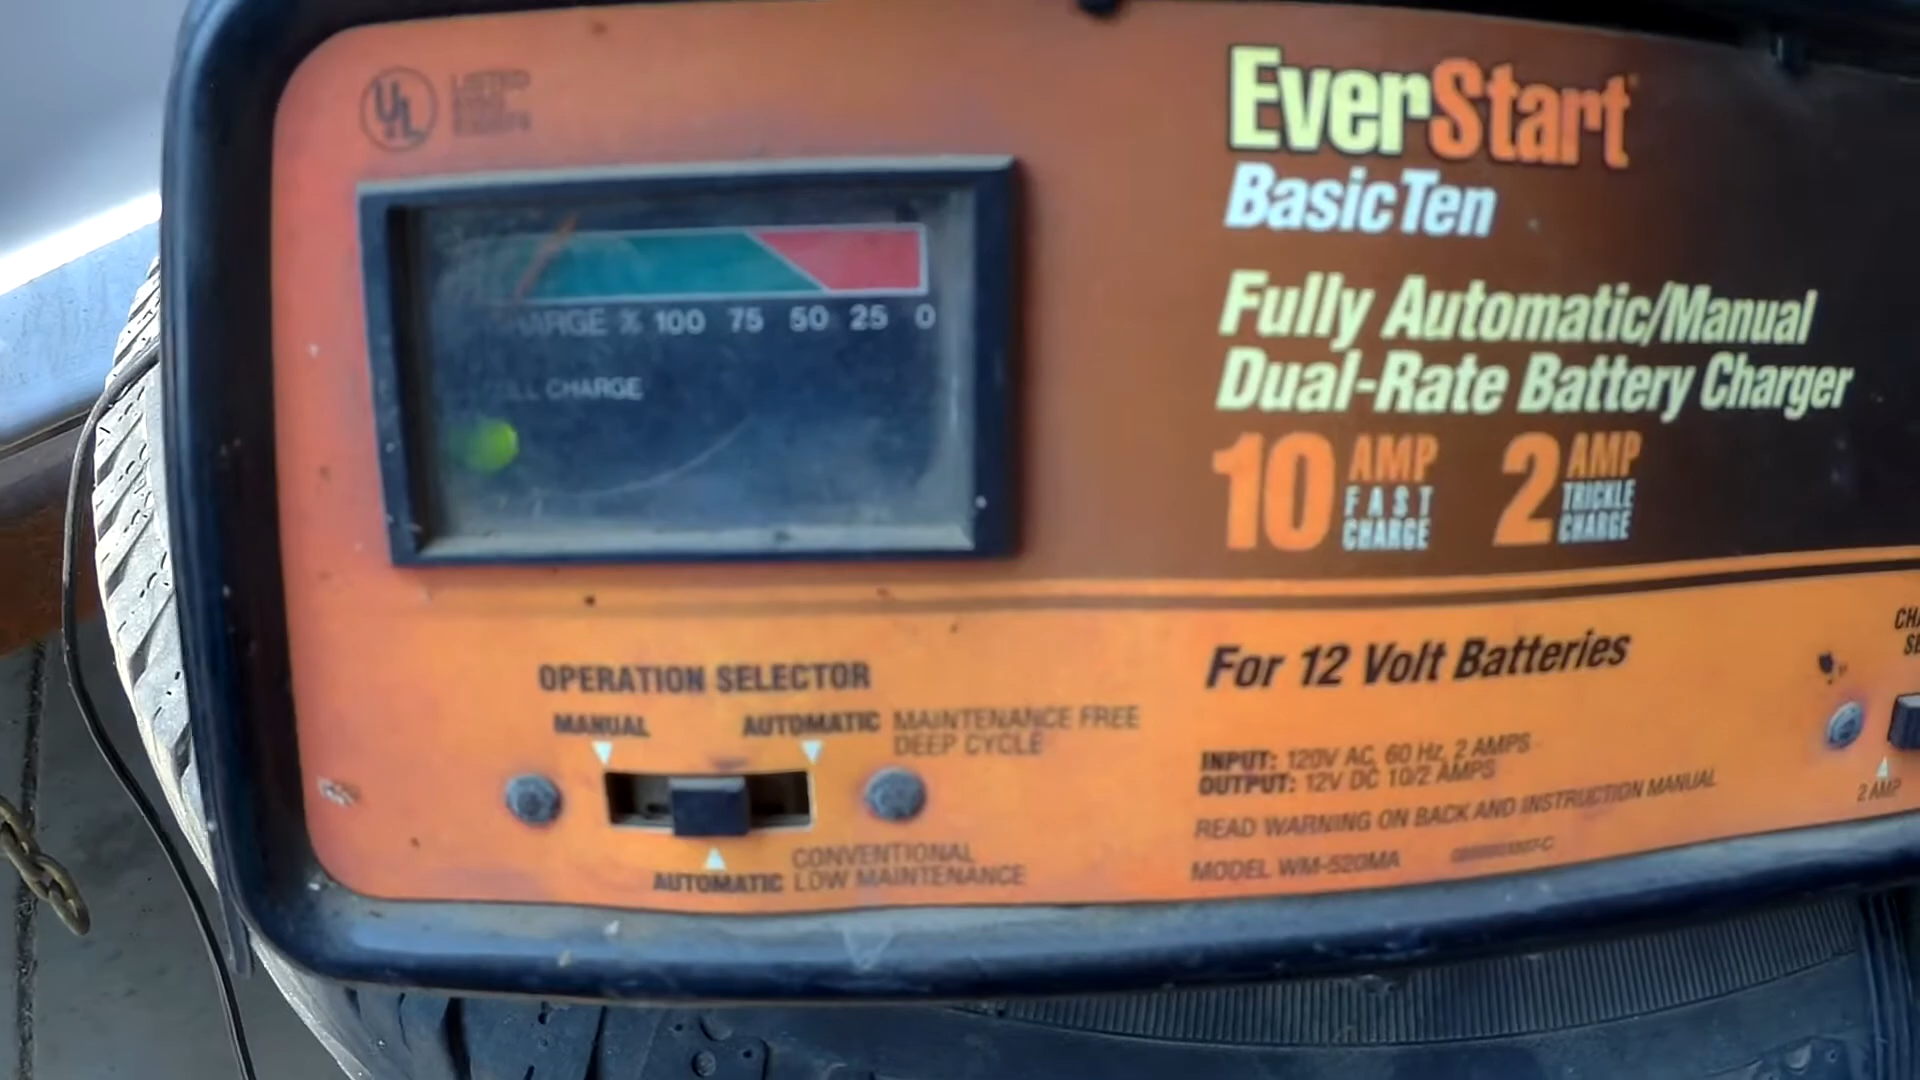 UL LISTED
EverStart
BasicTen
Fully Automatic/Manual
Dual-Rate Battery Charger
10 AMP FAST CHARGE
2 AMP TRICKLE CHARGE
CHARGE % 100 75 50 25 0
CHARGE
For 12 Volt Batteries
OPERATION SELECTOR
MANUAL
AUTOMATIC MAINTENANCE FREE
DEEP CYCLE
AUTOMATIC CONVENTIONAL
LOW MAINTENANCE
INPUT: 120V AC, 60 Hz, 2 AMPS
OUTPUT: 12V DC 10/2 AMPS
READ WARNING ON BACK AND INSTRUCTION MANUAL
MODEL WM-520MA
2 AMP